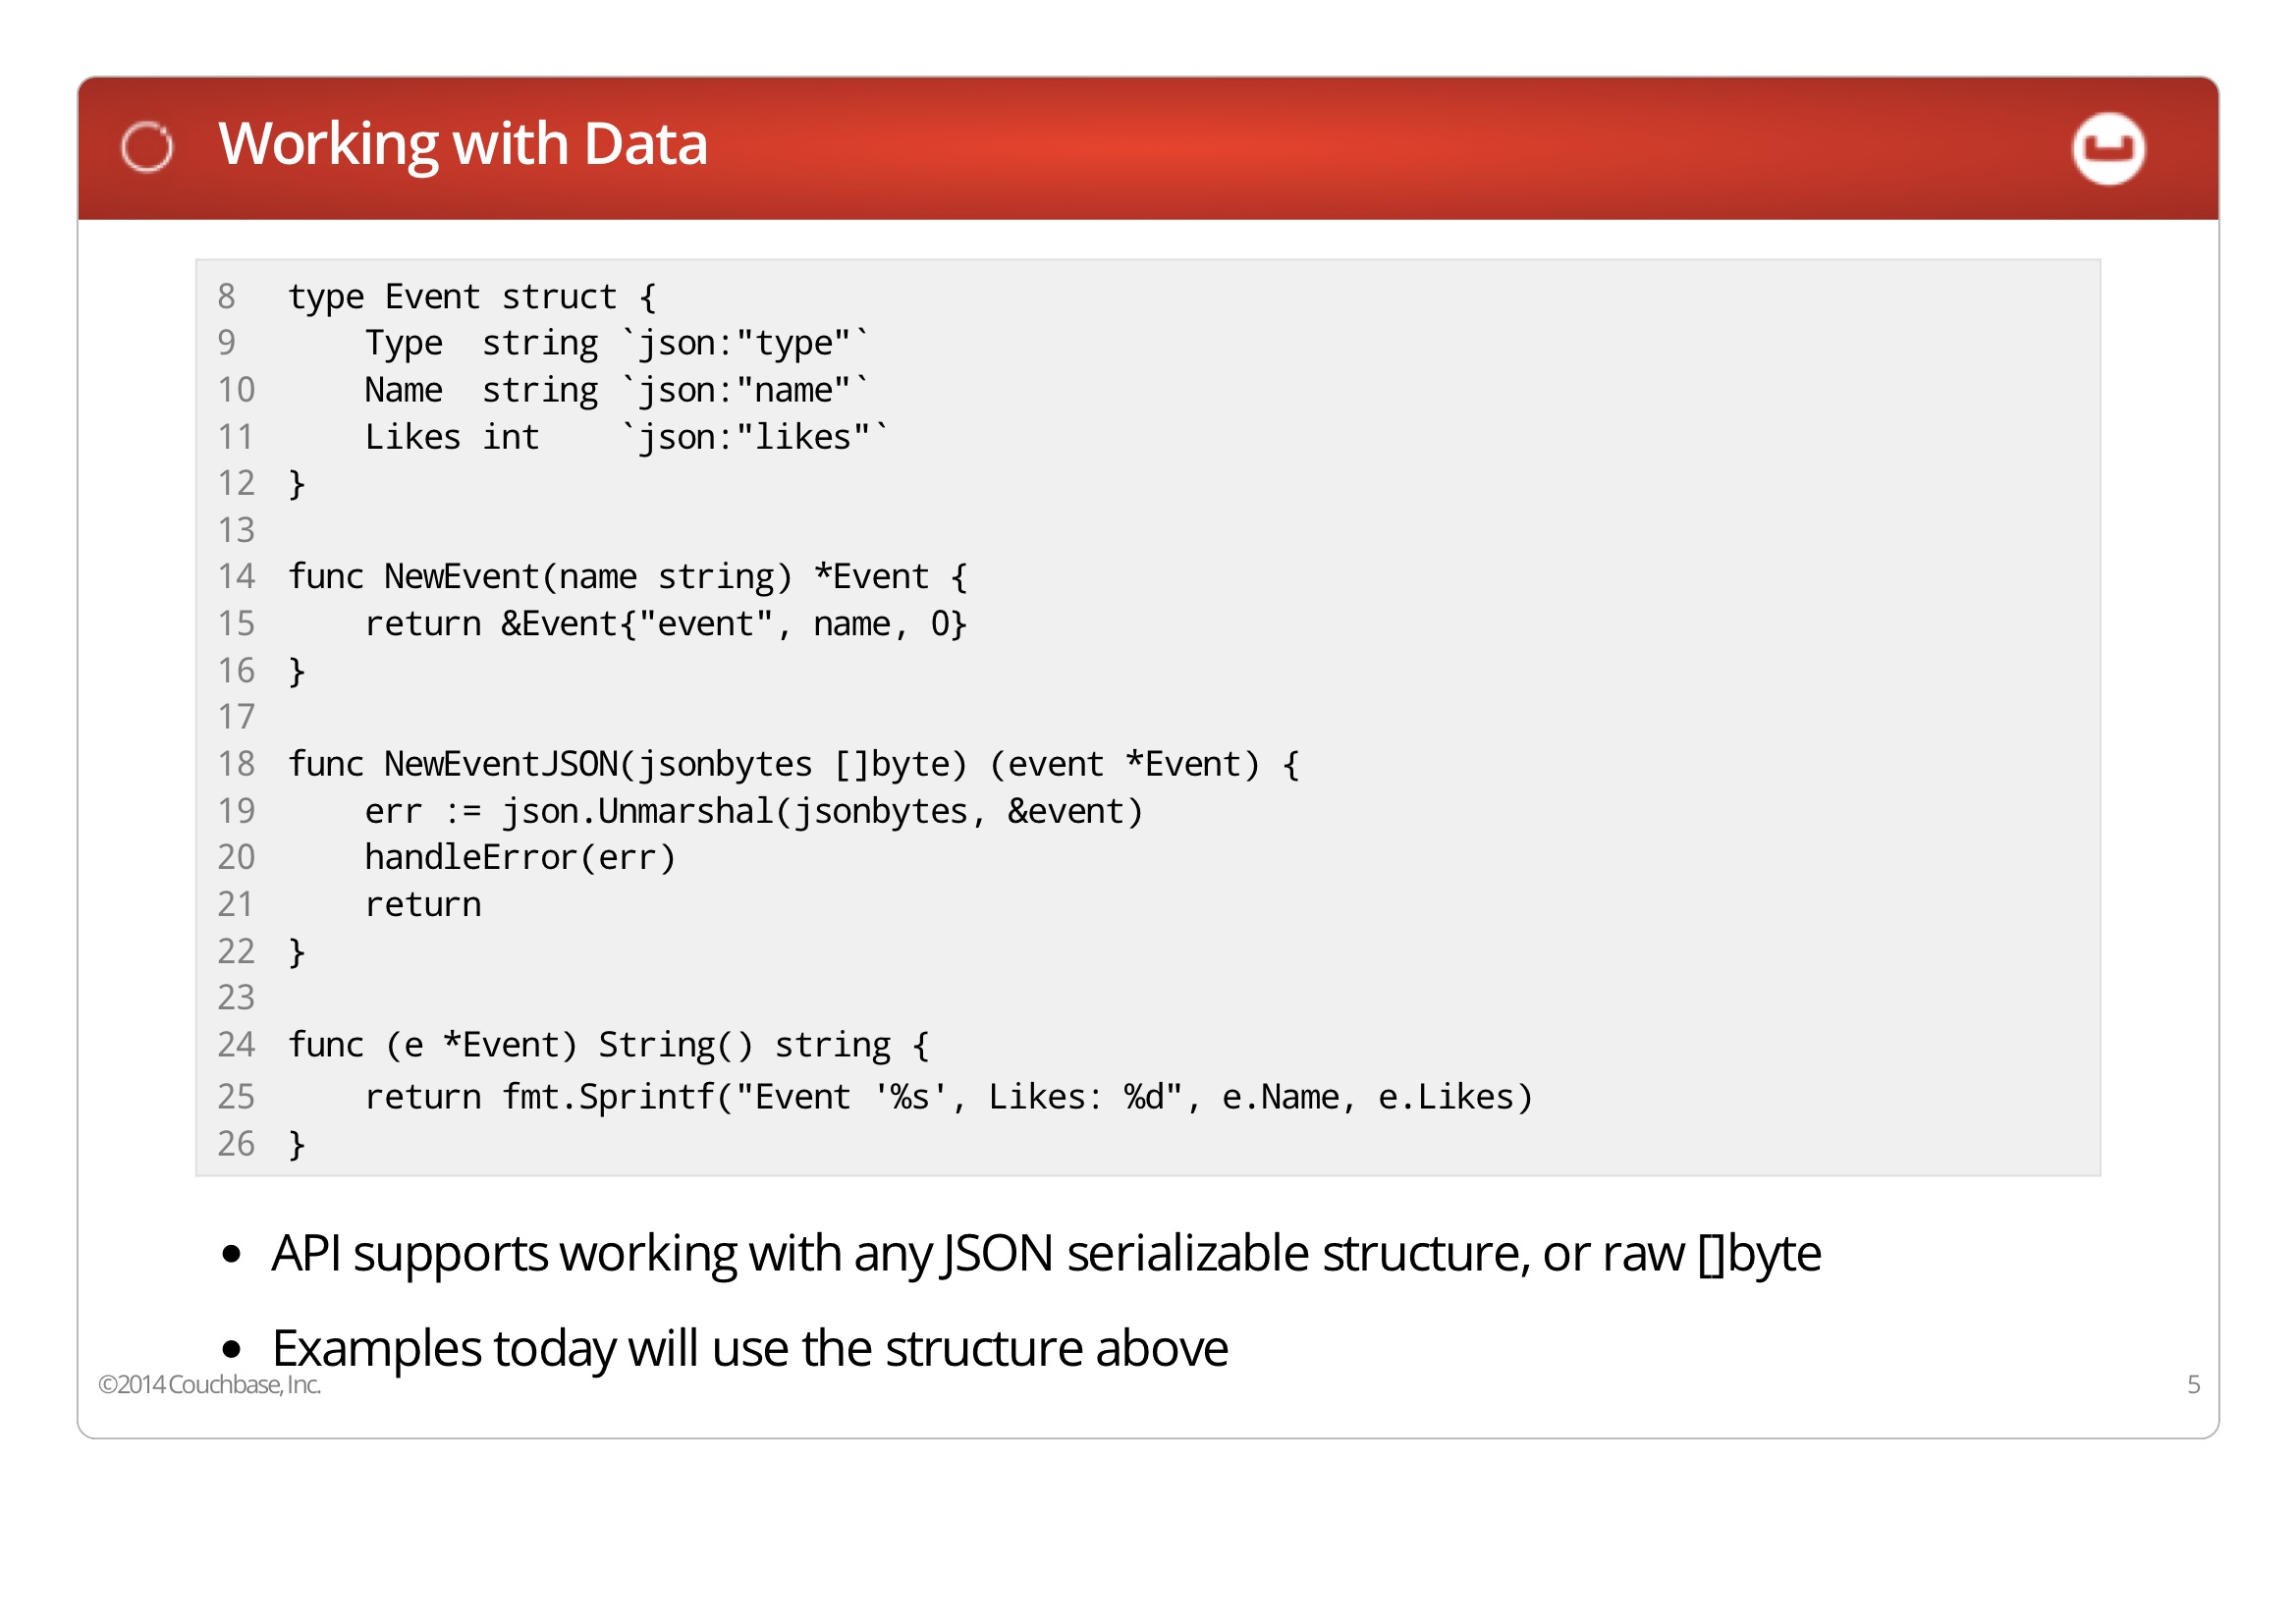 Working with Data
8 type Event struct {
9     Type  string `json:"type"`
10     Name  string `json:"name"`
11     Likes int    `json:"likes"`
12 }
13
14 func NewEvent(name string) *Event {
15     return &Event{"event", name, 0}
16 }
17
18 func NewEventJSON(jsonbytes []byte) (event *Event) {
19     err := json.Unmarshal(jsonbytes, &event)
20     handleError(err)
21     return
22 }
23
24 func (e *Event) String() string {
25     return fmt.Sprintf("Event '%s', Likes: %d", e.Name, e.Likes)
26 }
• API supports working with any JSON serializable structure, or raw []byte
• Examples today will use the structure above
©2014 Couchbase, Inc.
5